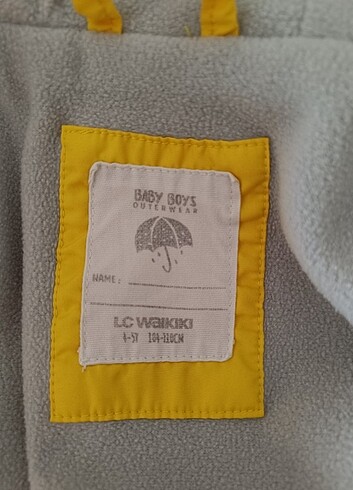 BABY BOYS
OUTERWEAR
NAME:
LC WAIKIKI
4-5Y 104-110CM